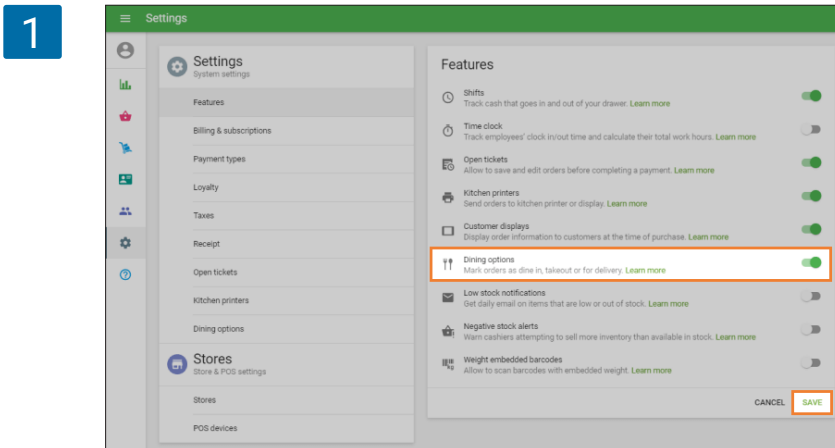 1
Settings
Settings
System settings
Features
Billing & subscriptions
Payment types
Loyalty
Taxes
Receipt
Open tickets
Kitchen printers
Dining options
Stores
Store & POS settings
Stores
POS devices
Features
Shifts
Track cash that goes in and out of your drawer. Learn more
Time clock
Track employees' clock in/out time and calculate their total work hours. Learn more
Open tickets
Allow to save and edit orders before completing a payment. Learn more
Kitchen printers
Send orders to kitchen printer or display. Learn more
Customer displays
Display order information to customers at the time of purchase. Learn more
Dining options
Mark orders as dine in, takeout or for delivery. Learn more
Low stock notifications
Get daily email on items that are low or out of stock. Learn more
Negative stock alerts
Warn cashiers attempting to sell more inventory than available in stock. Learn more
Weight embedded barcodes
Allow to scan barcodes with embedded weight. Learn more
CANCEL SAVE